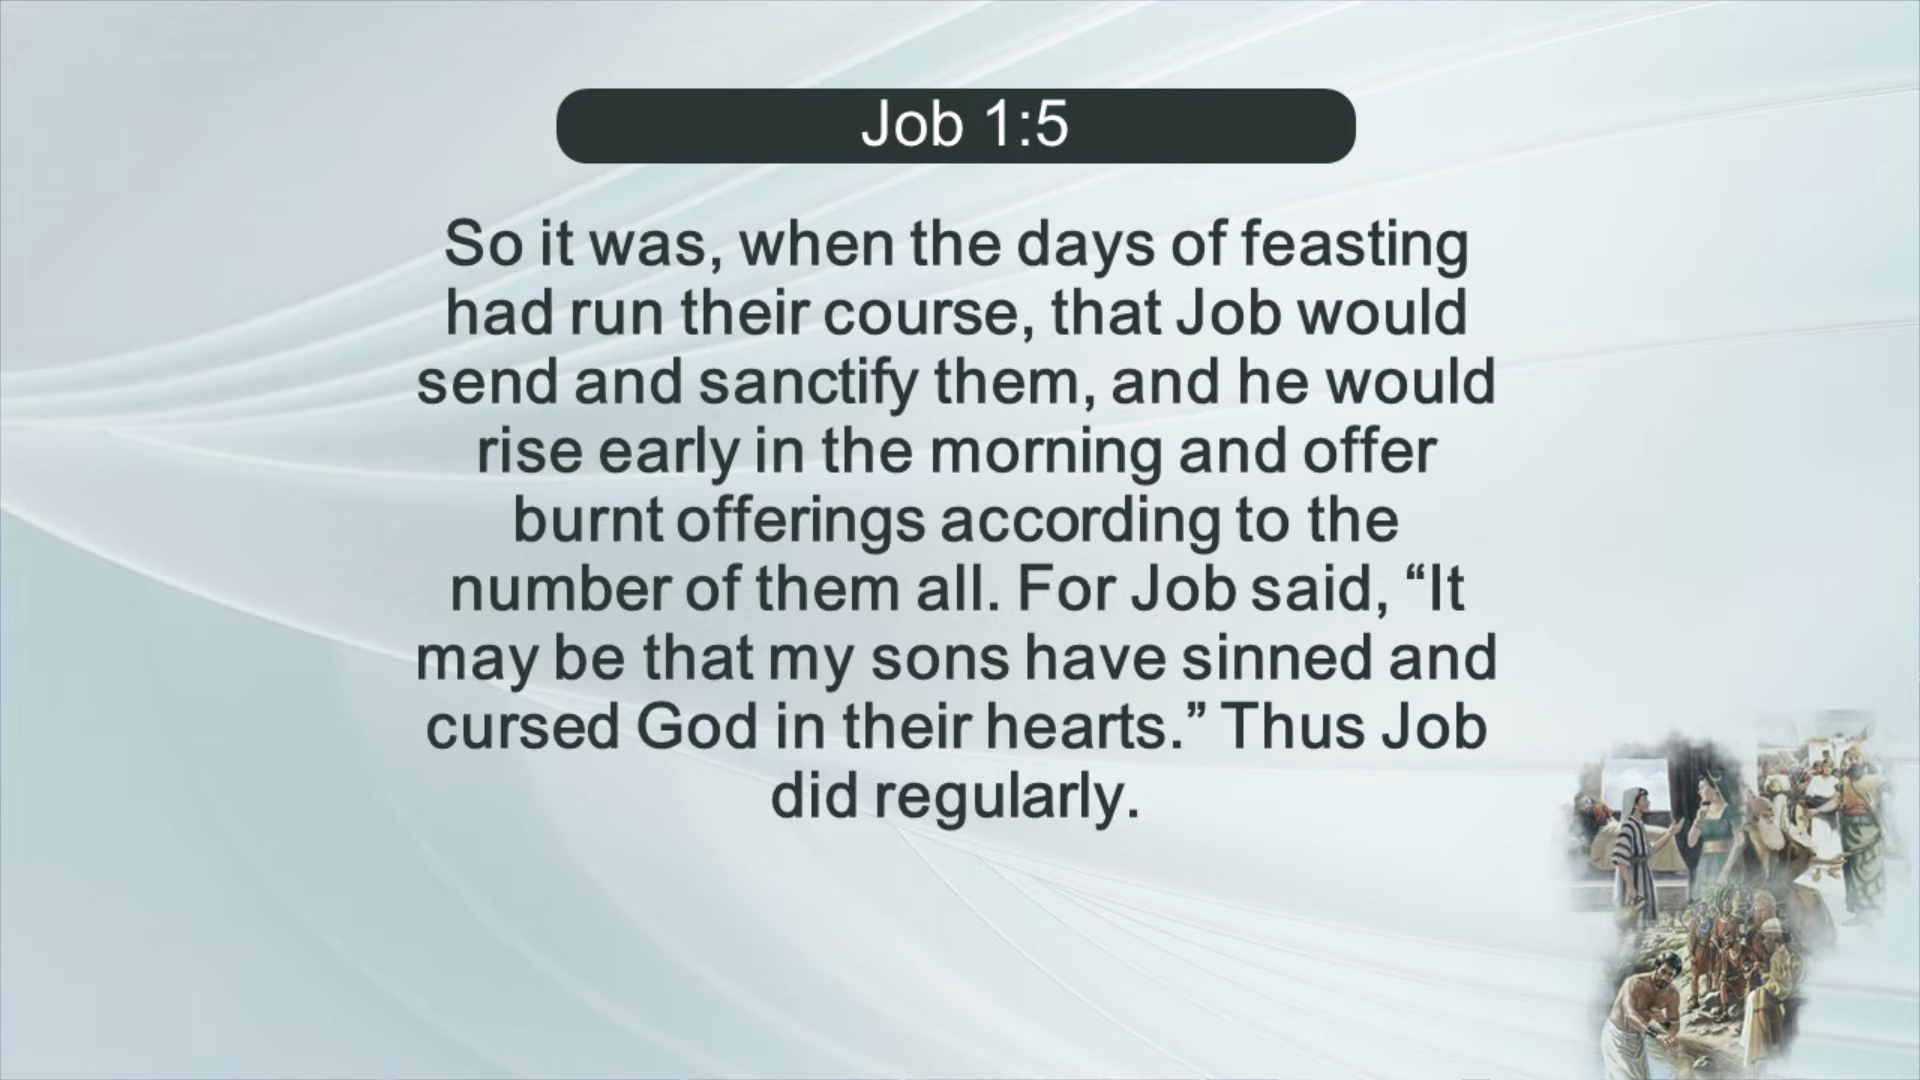 Job 1:5
So it was, when the days of feasting
had run their course, that Job would
send and sanctify them, and he would
rise early in the morning and offer
burnt offerings according to the
number of them all. For Job said, “It
may be that my sons have sinned and
cursed God in their hearts.” Thus Job
did regularly.